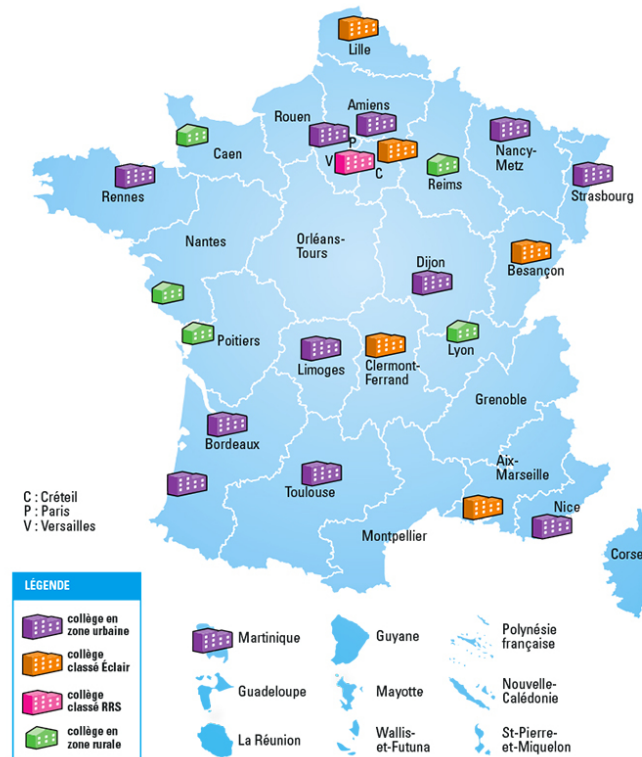 Lille
Rouen
Amiens
P
V
C
Caen
Nancy-
Metz
Reims
Strasbourg
Rennes
Nantes
Orléans-
Tours
Besançon
Dijon
Poitiers
Limoges
Clermont-
Ferrand
Lyon
Grenoble
Bordeaux
Aix-
Marseille
Toulouse
Nice
Montpellier
Corse
C : Créteil
P : Paris
V : Versailles
LÉGENDE
collège en
zone urbaine
collège
classé Éclair
collège
classé RRS
collège en
zone rurale
Martinique
Guyane
Polynésie
française
Guadeloupe
Mayotte
Nouvelle-
Calédonie
La Réunion
Wallis-
et-Futuna
St-Pierre-
et-Miquelon